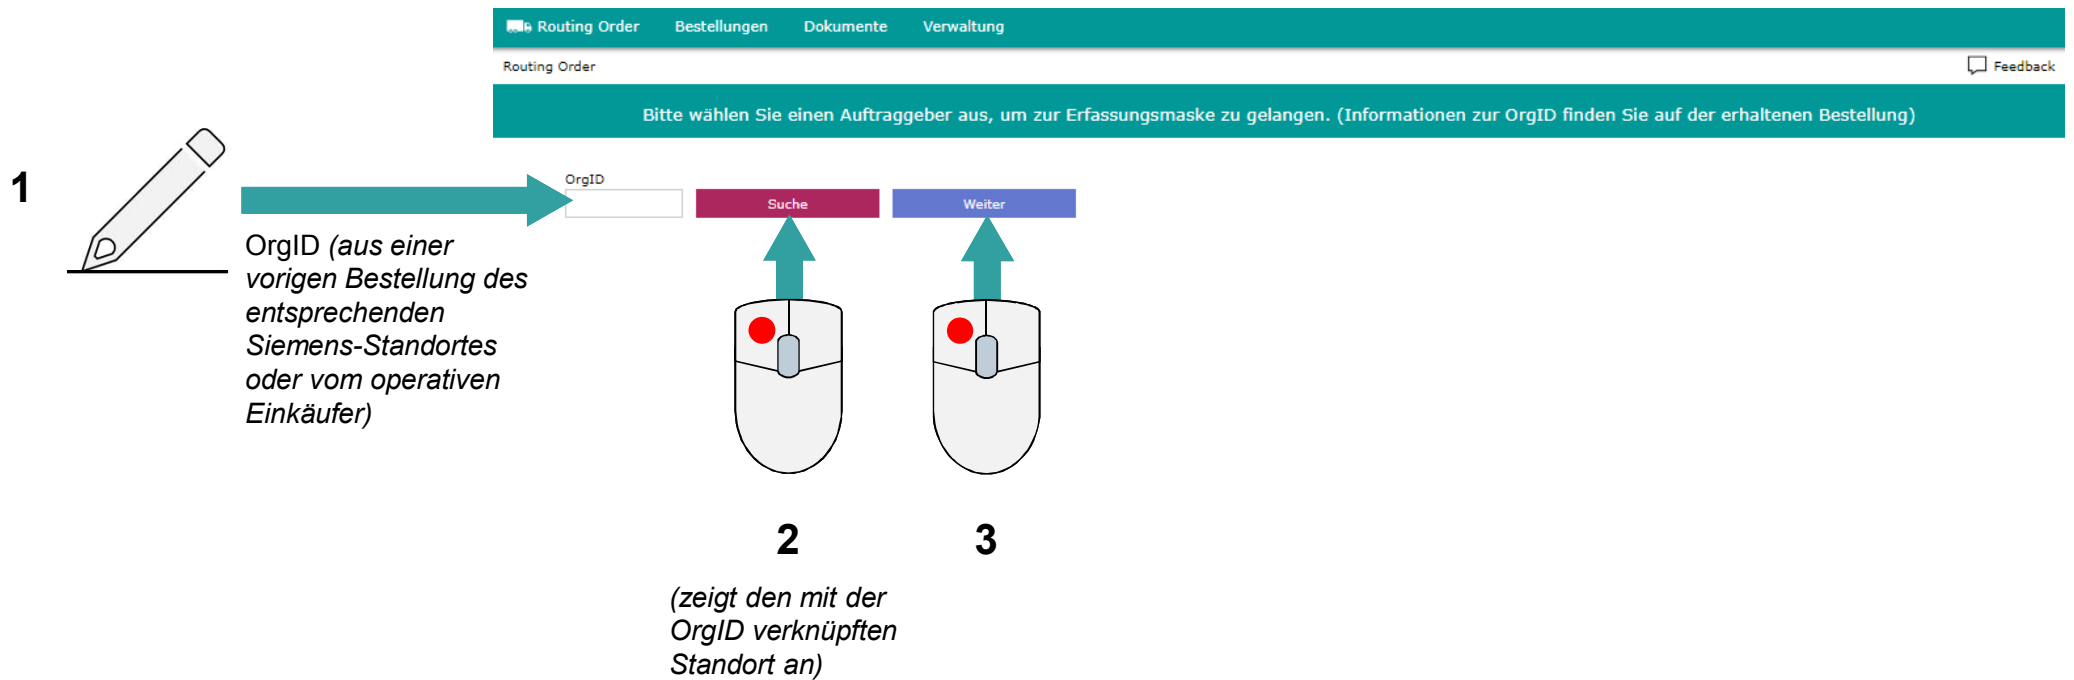 Routing Order Bestellungen Dokumente Verwaltung
Routing Order Feedback
Bitte wählen Sie einen Auftraggeber aus, um zur Erfassungsmaske zu gelangen. (Informationen zur OrgID finden Sie auf der erhaltenen Bestellung)
1
OrgID
Suche Weiter
OrgID (aus einer
vorigen Bestellung des
entsprechenden
Siemens-Standortes
oder vom operativen
Einkäufer)
2 3
(zeigt den mit der
OrgID verknüpften
Standort an)